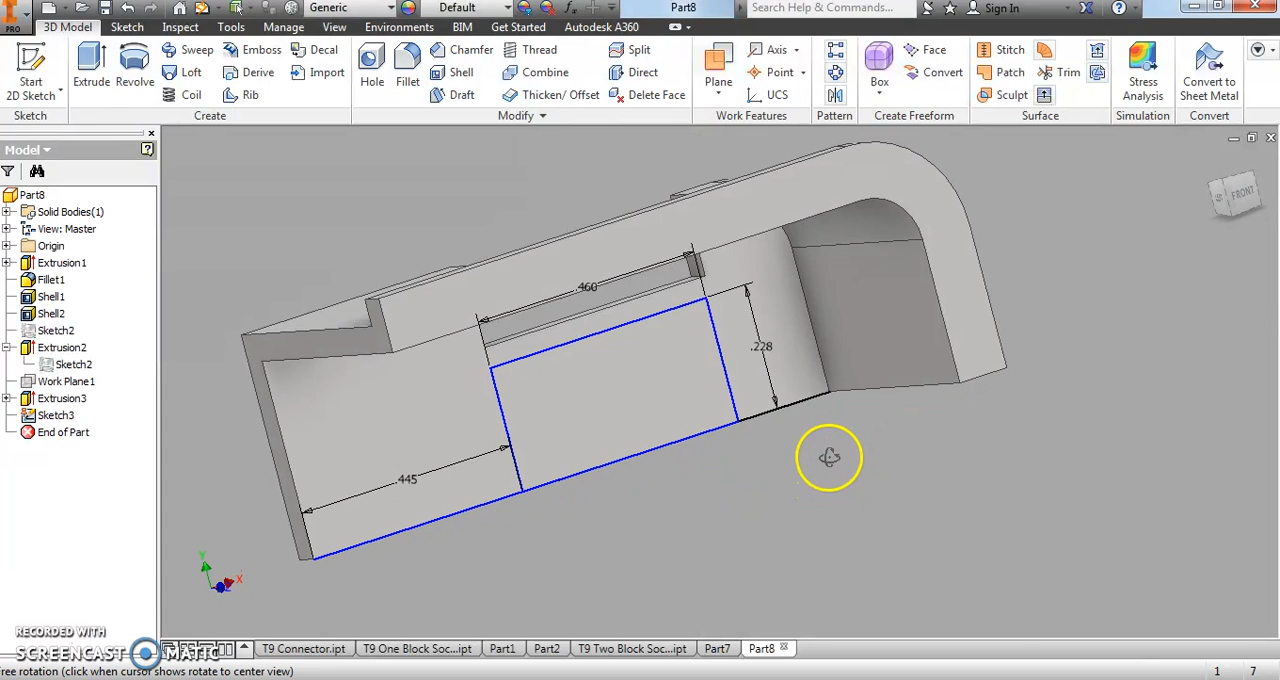 Generic
Default
Part8
Search Help & Commands...
Sign In
PRO
3D Model
Sketch
Inspect
Tools
Manage
View
Environments
BIM
Get Started
Autodesk A360
Start
2D Sketch
Extrude
Revolve
Sweep
Loft
Coil
Emboss
Derive
Rib
Decal
Import
Hole
Fillet
Chamfer
Shell
Draft
Thread
Combine
Thicken/ Offset
Split
Direct
Delete Face
Plane
Axis
Point
UCS
Box
Face
Convert
Stitch
Patch
Sculpt
Trim
Stress
Analysis
Convert to
Sheet Metal
Sketch
Create
Modify
Work Features
Pattern
Create Freeform
Surface
Simulation
Convert
Model
Part8
Solid Bodies(1)
View: Master
Origin
Extrusion1
Fillet1
Shell1
Shell2
Sketch2
Extrusion2
Sketch2
Work Plane1
Extrusion3
Sketch3
End of Part
FRONT
.460
.228
.445
Y
X
Z
RECORDED WITH
SCREENCAST MATIC
T9 Connector.ipt
T9 One Block Soc...ipt
Part1
Part2
T9 Two Block Soc...ipt
Part7
Part8
Free rotation (click when cursor shows rotate to center view)
1
7